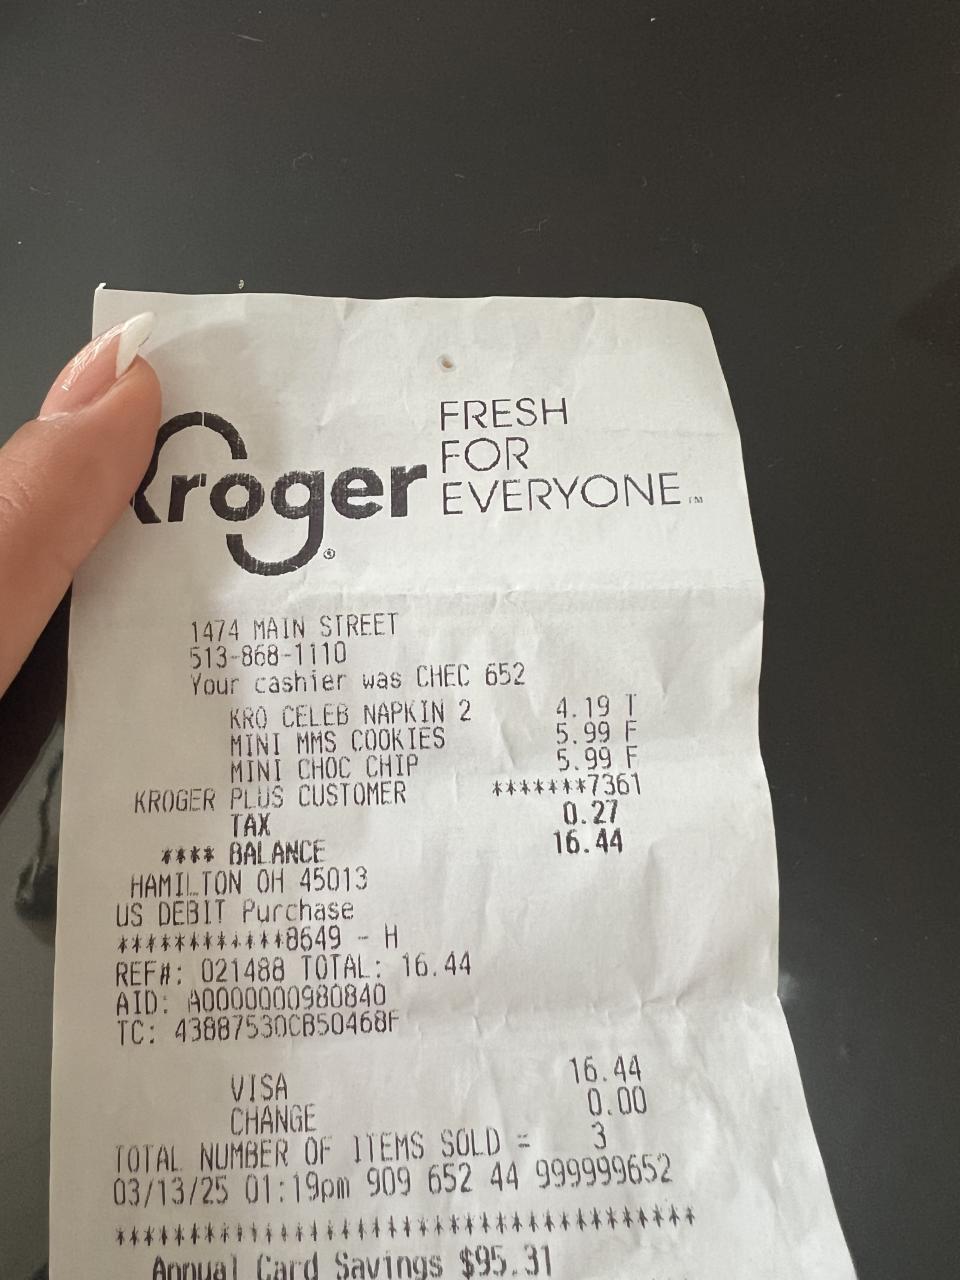 Kroger
FRESH
FOR
EVERYONE™
®
1474 MAIN STREET
513-868-1110
Your cashier was CHEC 652
KRO CELEB NAPKIN 2 4.19 T
MINI MMS COOKIES 5.99 F
MINI CHOC CHIP 5.99 F
KROGER PLUS CUSTOMER *******7361
TAX 0.27
**** BALANCE 16.44
HAMILTON OH 45013
US DEBIT Purchase
************8649 - H
REF#: 021488 TOTAL: 16.44
AID: A0000000980840
TC: 43887530CB50468F
VISA 16.44
CHANGE 0.00
TOTAL NUMBER OF ITEMS SOLD = 3
03/13/25 01:19pm 909 652 44 999999652
************************************
Annual Card Savings $95.31